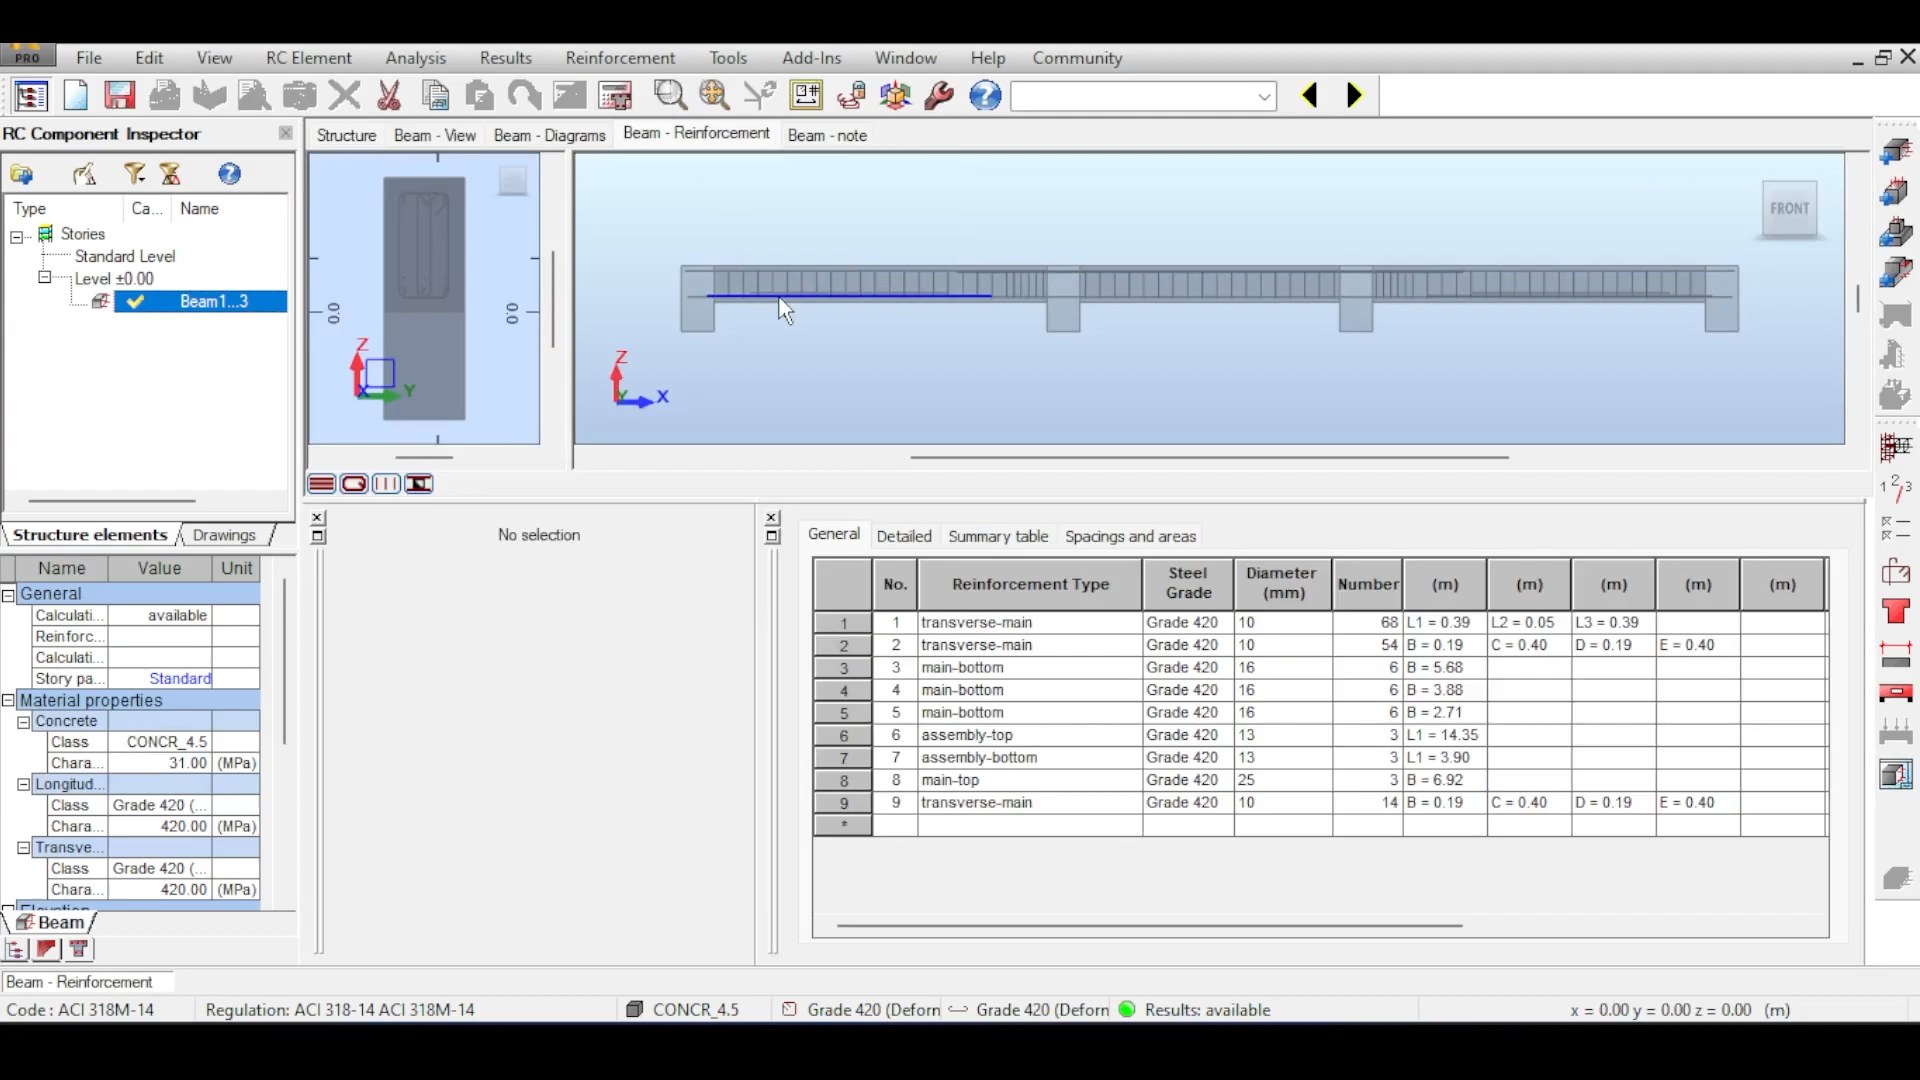 PRO File Edit View RC Element Analysis Results Reinforcement Tools Add-Ins Window Help Community
RC Component Inspector
Type Ca... Name
Stories
Standard Level
Level ±0.00
Beam1...3
Structure elements Drawings
Name Value Unit
General
Calculati... available
Reinforc...
Calculati...
Story pa... Standard
Material properties
Concrete
Class CONCR_4.5
Chara... 31.00 (MPa)
Longitud...
Class Grade 420 (...
Chara... 420.00 (MPa)
Transve...
Class Grade 420 (...
Chara... 420.00 (MPa)
Beam
Structure Beam - View Beam - Diagrams Beam - Reinforcement Beam - note
0.0 0.0
Z
X Y
FRONT
Z
Y X
No selection
General Detailed Summary table Spacings and areas
No. Reinforcement Type Steel Grade Diameter (mm) Number (m) (m) (m) (m) (m)
1 1 transverse-main Grade 420 10 68 L1 = 0.39 L2 = 0.05 L3 = 0.39
2 2 transverse-main Grade 420 10 54 B = 0.19 C = 0.40 D = 0.19 E = 0.40
3 3 main-bottom Grade 420 16 6 B = 5.68
4 4 main-bottom Grade 420 16 6 B = 3.88
5 5 main-bottom Grade 420 16 6 B = 2.71
6 6 assembly-top Grade 420 13 3 L1 = 14.35
7 7 assembly-bottom Grade 420 13 3 L1 = 3.90
8 8 main-top Grade 420 25 3 B = 6.92
9 9 transverse-main Grade 420 10 14 B = 0.19 C = 0.40 D = 0.19 E = 0.40
*
1 2 3
Beam - Reinforcement
Code : ACI 318M-14 Regulation: ACI 318-14 ACI 318M-14 CONCR_4.5 Grade 420 (Deforn Grade 420 (Deforn Results: available x = 0.00 y = 0.00 z = 0.00 (m)